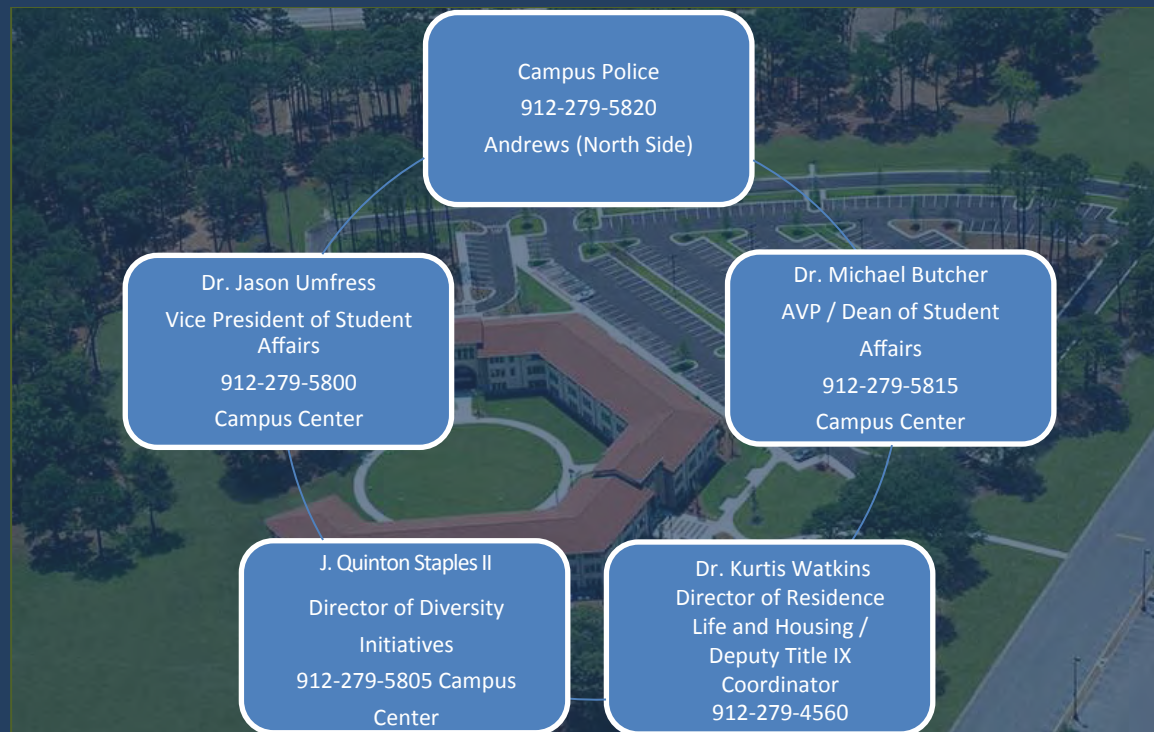 Campus Police
912-279-5820
Andrews (North Side)
Dr. Jason Umfress
Vice President of Student
Affairs
912-279-5800
Campus Center
Dr. Michael Butcher
AVP / Dean of Student
Affairs
912-279-5815
Campus Center
J. Quinton Staples II
Director of Diversity
Initiatives
912-279-5805 Campus
Center
Dr. Kurtis Watkins
Director of Residence
Life and Housing /
Deputy Title IX
Coordinator
912-279-4560